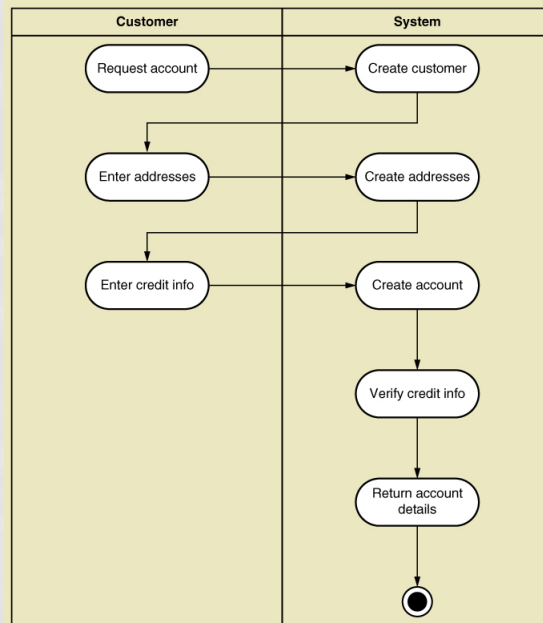 Customer
System
Request account
Create customer
Enter addresses
Create addresses
Enter credit info
Create account
Verify credit info
Return account
details